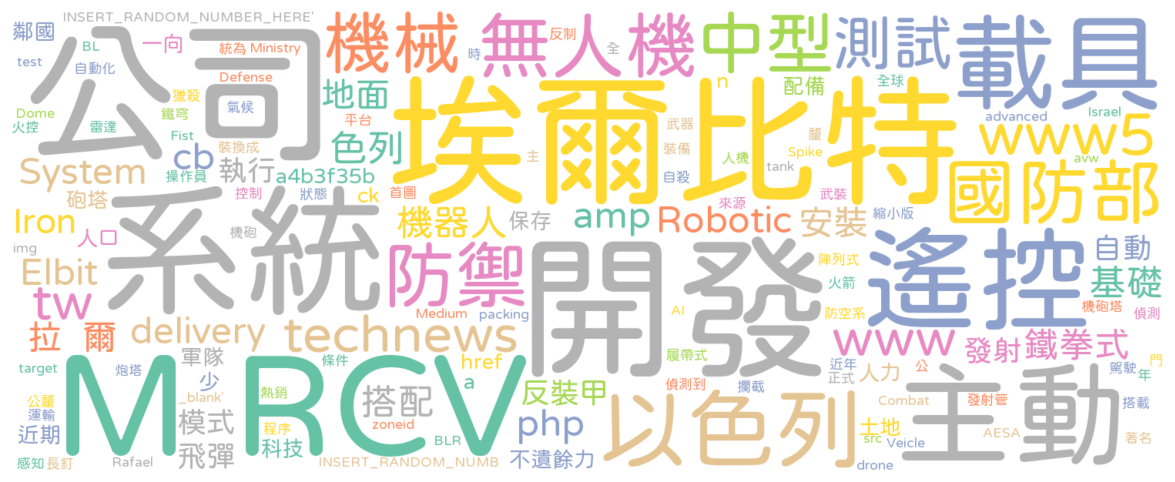 INSERT_RANDOM_NUMBER_HERE'
鄰國
BL
一向
統為
Ministry
機械
時
無人機
反制
全
中型
測試
載具
test
自動化
公司
Defense
獵殺
氣候
地面
埃爾比特
n
配備
全球
Dome
火控
雷達
鐵穹
Fist
裝換成
平台
武器
advanced
Israel
www5
色列
cb
執行
System
操作員
a4b3f35b
裝備
主
人機
釐
Spike
tank
avw
砲塔
控制
狀態
ck
首圖
自殺
來源
武裝
國防部
Iron
人口
機砲
系統
機器人
保存
amp
Robotic
安裝
縮小版
img
Elbit
防禦
開發
陣列式
遙控
自動
基礎
火箭
tw
Medium
packing
AI
防空系
機砲塔
偵測
拉
爾
delivery
technews
www
發射
鐵拳式
軍隊
條件
href
履帶式
近年
正式
門
target
炮塔
少
MRCV
a
偵測到
攔截
人力
公
駕駛
年
_blank'
熱銷
搭配
反裝甲
以色列
Combat
主動
發射管
搭載
公釐
運輸
模式
程序
zoneid
php
土地
近期
科技
BLR
src
Veicle
AESA
著名
感知
長釘
Rafael
飛彈
INSERT_RANDOM_NUMB
不遺餘力
drone